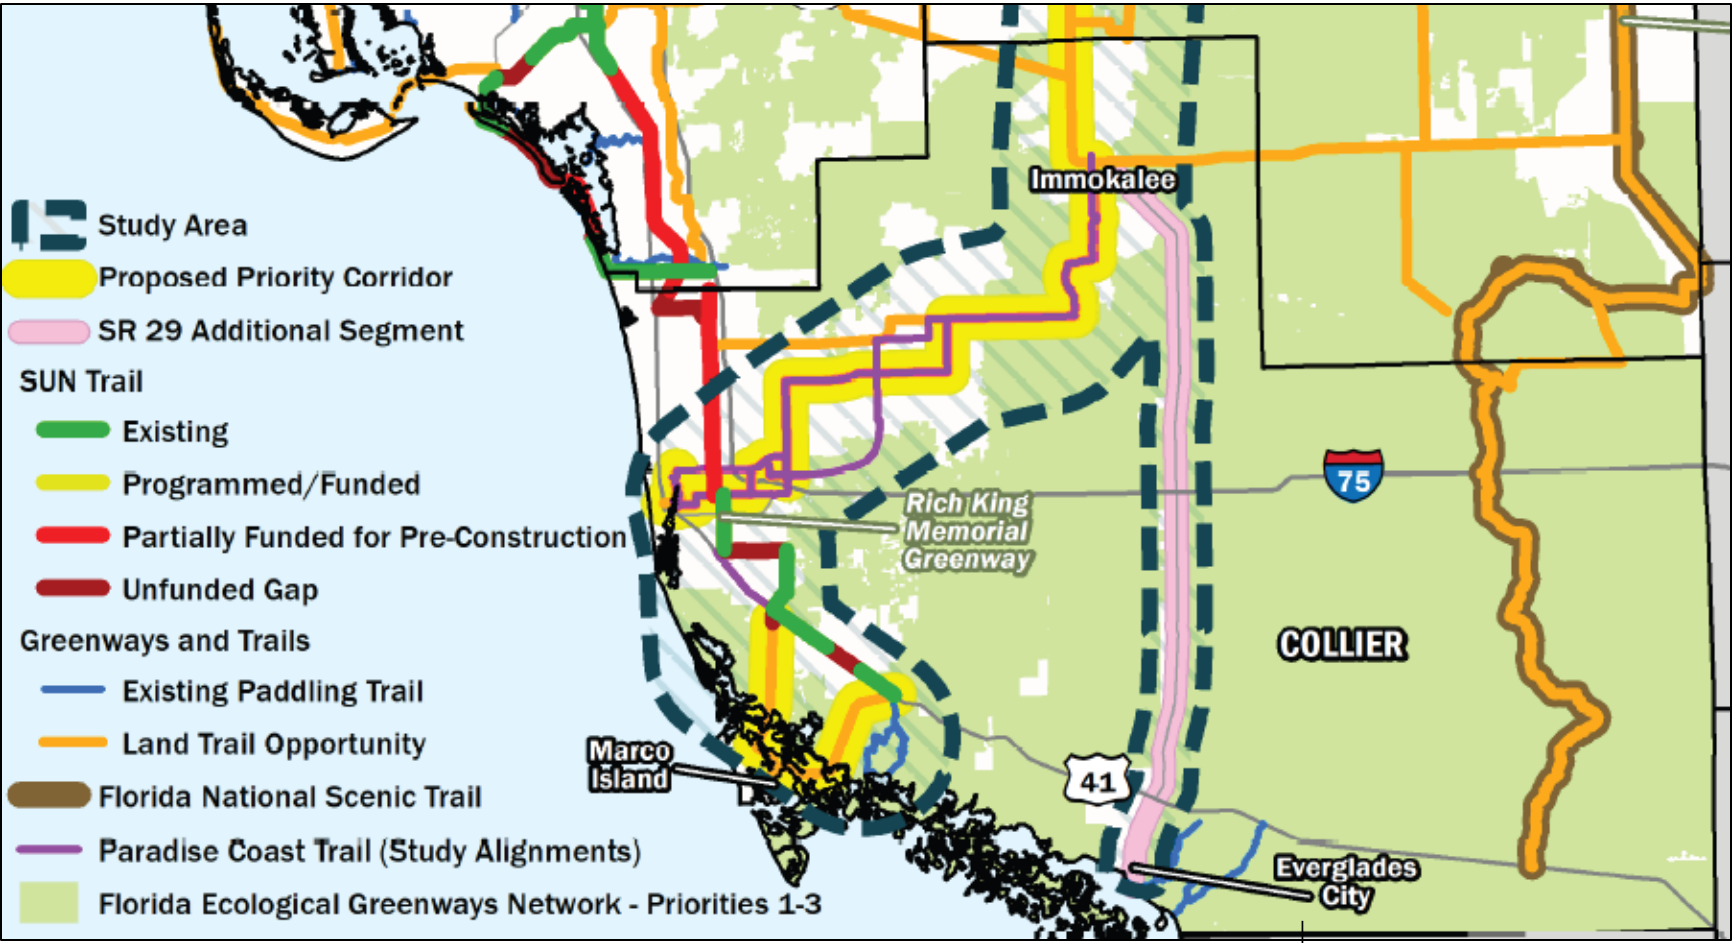 Study Area
Proposed Priority Corridor
SR 29 Additional Segment
SUN Trail
Existing
Programmed/Funded
Partially Funded for Pre-Construction
Unfunded Gap
Greenways and Trails
Existing Paddling Trail
Land Trail Opportunity
Florida National Scenic Trail
Paradise Coast Trail (Study Alignments)
Florida Ecological Greenways Network - Priorities 1-3
Immokalee
75
Rich King
Memorial
Greenway
COLLIER
Marco
Island
41
Everglades
City